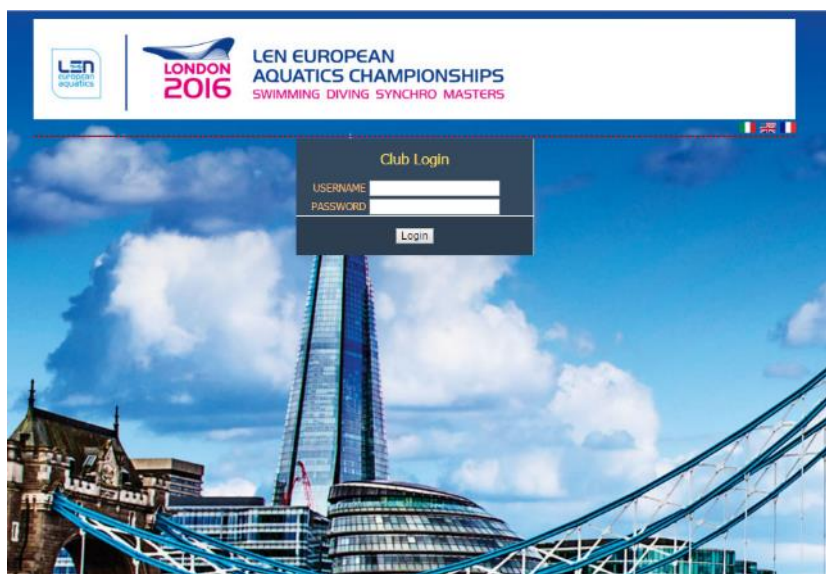 LEN
european
aquatics
LONDON
2016
LEN EUROPEAN
AQUATICS CHAMPIONSHIPS
SWIMMING DIVING SYNCHRO MASTERS
Club Login
USERNAME
PASSWORD
Login